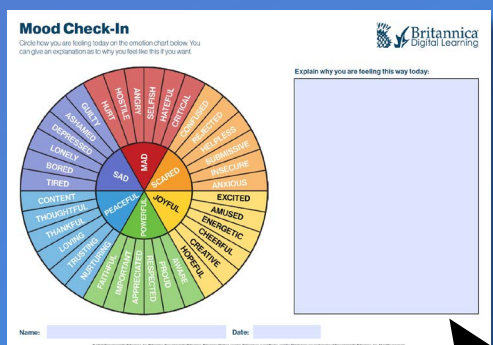 Mood Check-In
Britannica
Digital Learning
Circle how you are feeling today on the emotion chart below. You
can give an explanation as to why you feel like this if you want.
Explain why you are feeling this way today:
MAD
HURT
HOSTILE
ANGRY
SELFISH
HATEFUL
CRITICAL
SCARED
CONFUSED
REJECTED
HELPLESS
SUBMISSIVE
INSECURE
ANXIOUS
JOYFUL
EXCITED
AMUSED
ENERGETIC
CHEERFUL
CREATIVE
HOPEFUL
POWERFUL
AWARE
PROUD
RESPECTED
APPRECIATED
IMPORTANT
FAITHFUL
PEACEFUL
NURTURING
TRUSTING
LOVING
THANKFUL
THOUGHTFUL
CONTENT
SAD
TIRED
BORED
LONELY
DEPRESSED
ASHAMED
GUILTY
Name:
Date: